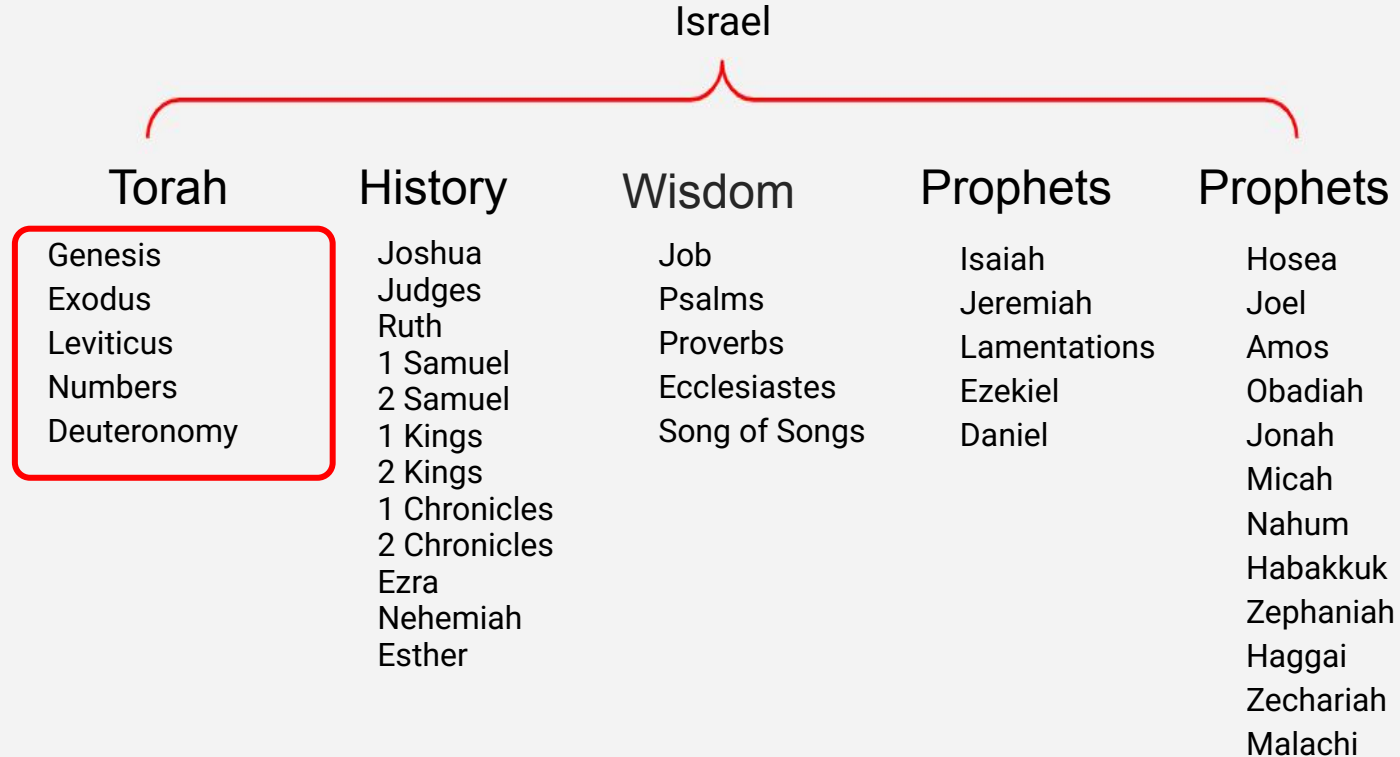 Israel
Torah
Genesis
Exodus
Leviticus
Numbers
Deuteronomy
History
Joshua
Judges
Ruth
1 Samuel
2 Samuel
1 Kings
2 Kings
1 Chronicles
2 Chronicles
Ezra
Nehemiah
Esther
Wisdom
Job
Psalms
Proverbs
Ecclesiastes
Song of Songs
Prophets
Isaiah
Jeremiah
Lamentations
Ezekiel
Daniel
Prophets
Hosea
Joel
Amos
Obadiah
Jonah
Micah
Nahum
Habakkuk
Zephaniah
Haggai
Zechariah
Malachi